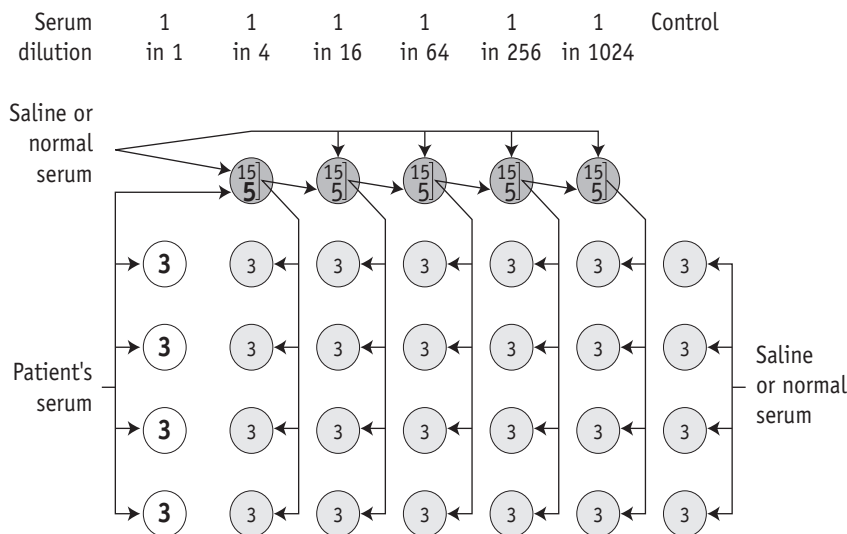 Serum 1 1 1 1 1 1 Control
dilution in 1 in 4 in 16 in 64 in 256 in 1024
Saline or
normal
serum
15 15 15 15 15
5 5 5 5 5
3 3 3 3 3 3 3
3 3 3 3 3 3 3
Patient's
serum
Saline
or normal
serum
3 3 3 3 3 3 3
3 3 3 3 3 3 3